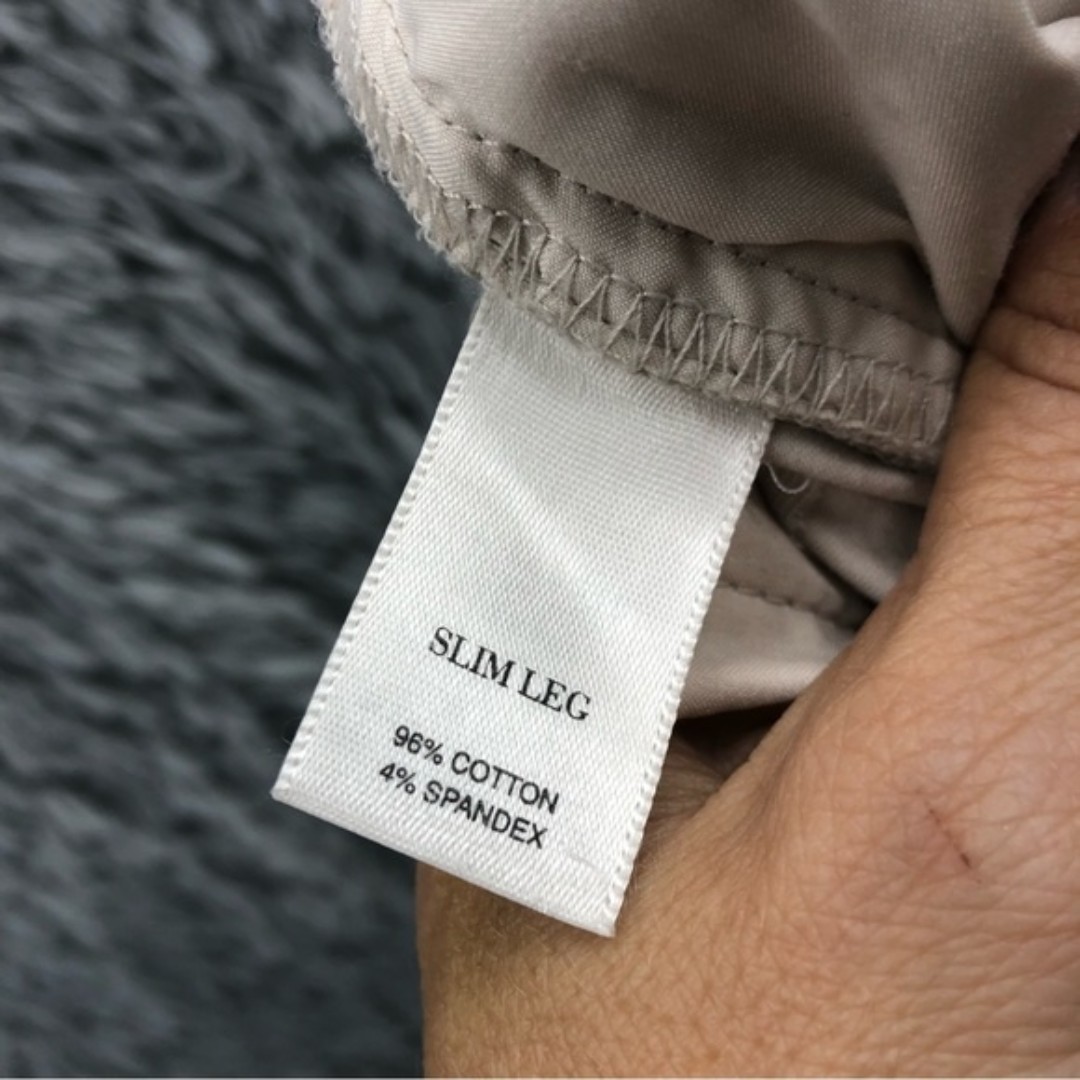 SLIM LEG
96% COTTON
4% SPANDEX